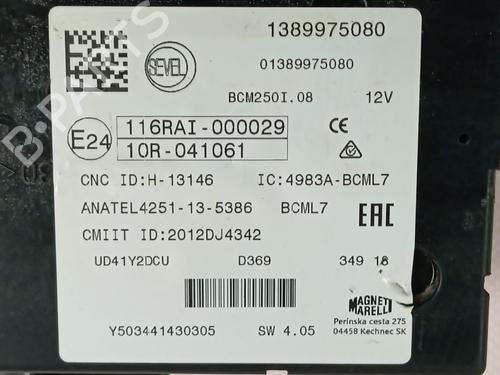 1389975080
SEVEL
01389975080
BCM250I.08 12V
E24
116RAI-000029
10R-041061
CE
CNC ID:H-13146 IC:4983A-BCML7
ANATEL4251-13-5386 BCML7
EAC
CMIIT ID:2012DJ4342
UD41Y2DCU D369 349 18
MAGNETI
MARELLI
Perínska cesta 275
04458 Kechnec SK
Y503441430305 SW 4.05
B-PARTS